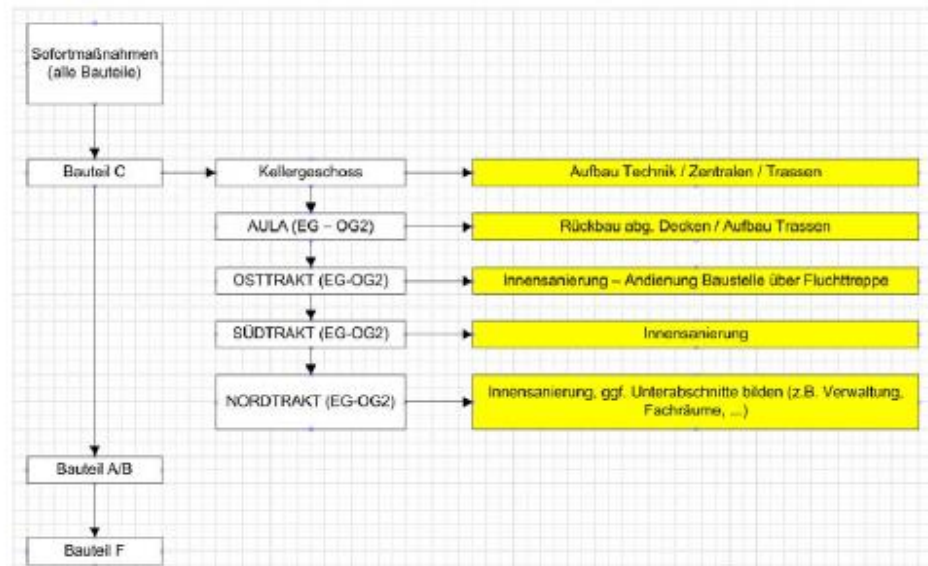 Sofortmaßnahmen
(alle Bauteile)
Bauteil C
Kellergeschoss
Aufbau Technik / Zentralen / Trassen
AULA (EG – OG2)
Rückbau abg. Decken / Aufbau Trassen
OSTTRAKT (EG-OG2)
Innensanierung – Andienung Baustelle über Fluchttreppe
SÜDTRAKT (EG-OG2)
Innensanierung
NORDTRAKT (EG-OG2)
Innensanierung, ggf. Unterabschnitte bilden (z.B. Verwaltung,
Fachräume, ...)
Bauteil A/B
Bauteil F